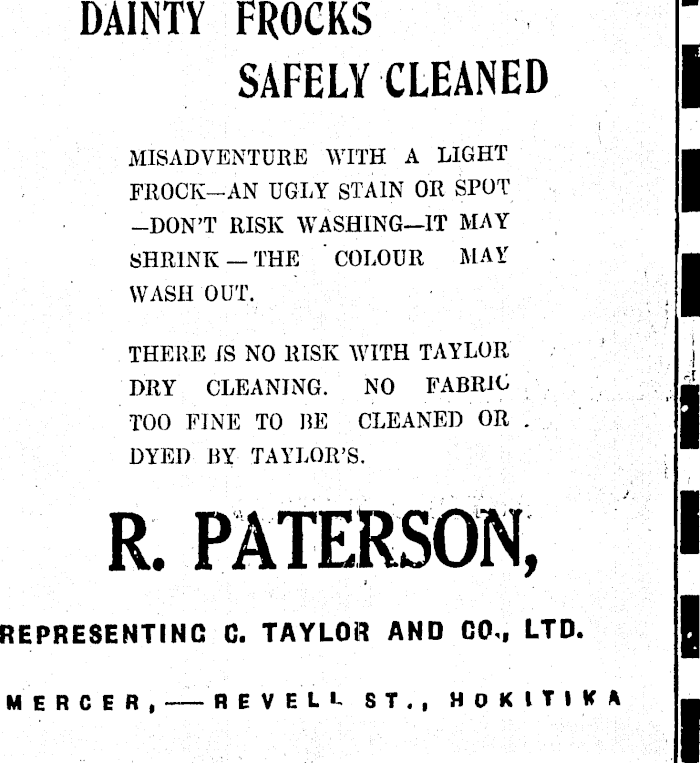 DAINTY FROCKS
SAFELY CLEANED
MISADVENTURE WITH A LIGHT
FROCK—AN UGLY STAIN OR SPOT
—DON'T RISK WASHING—IT MAY
SHRINK — THE COLOUR MAY
WASH OUT.
THERE IS NO RISK WITH TAYLOR
DRY CLEANING. NO FABRIC
TOO FINE TO BE CLEANED OR
DYED BY TAYLOR'S.
R. PATERSON,
REPRESENTING C. TAYLOR AND CO., LTD.
MERCER,—REVELL ST., HOKITIKA